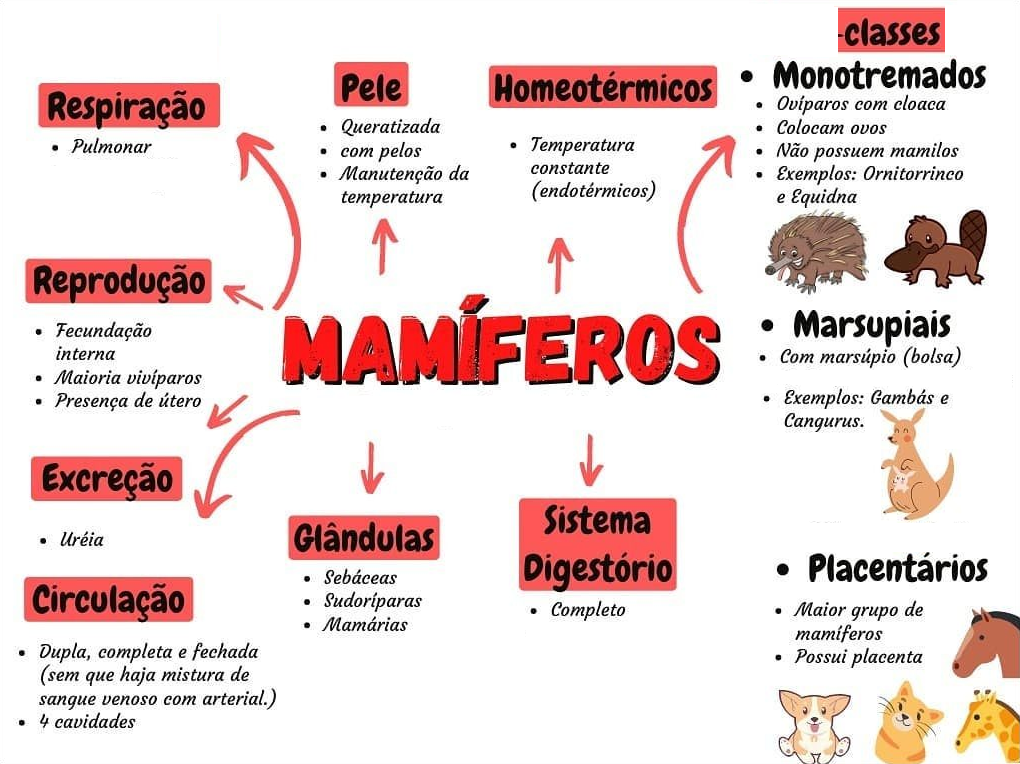 -classes
Respiração
• Pulmonar
Pele
• Queratizada
• com pelos
• Manutenção da
temperatura
Homeotérmicos
• Temperatura
constante
(endotérmicos)
• Monotremados
• Ovíparos com cloaca
• Colocam ovos
• Não possuem mamilos
• Exemplos: Ornitorrinco
e Equidna
Reprodução
• Fecundação
interna
• Maioria vivíparos
• Presença de útero
MAMÍFEROS
• Marsupiais
• Com marsúpio (bolsa)
• Exemplos: Gambás e
Cangurus.
Excreção
• Uréia
Glândulas
• Sebáceas
• Sudoríparas
• Mamárias
Sistema
Digestório
• Completo
Circulação
• Dupla, completa e fechada
(sem que haja mistura de
sangue venoso com arterial.)
• 4 cavidades
• Placentários
• Maior grupo de
mamíferos
• Possui placenta